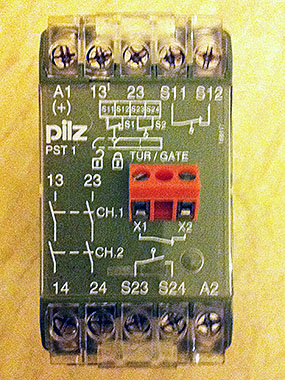 A1 13 23 S11 S12
(+)
S11 S12 S23 S24
S1 S2
pilz
PST 1
TÜR / GATE
13 23
CH.1
X1 X2
CH.2
14 24 S23 S24 A2